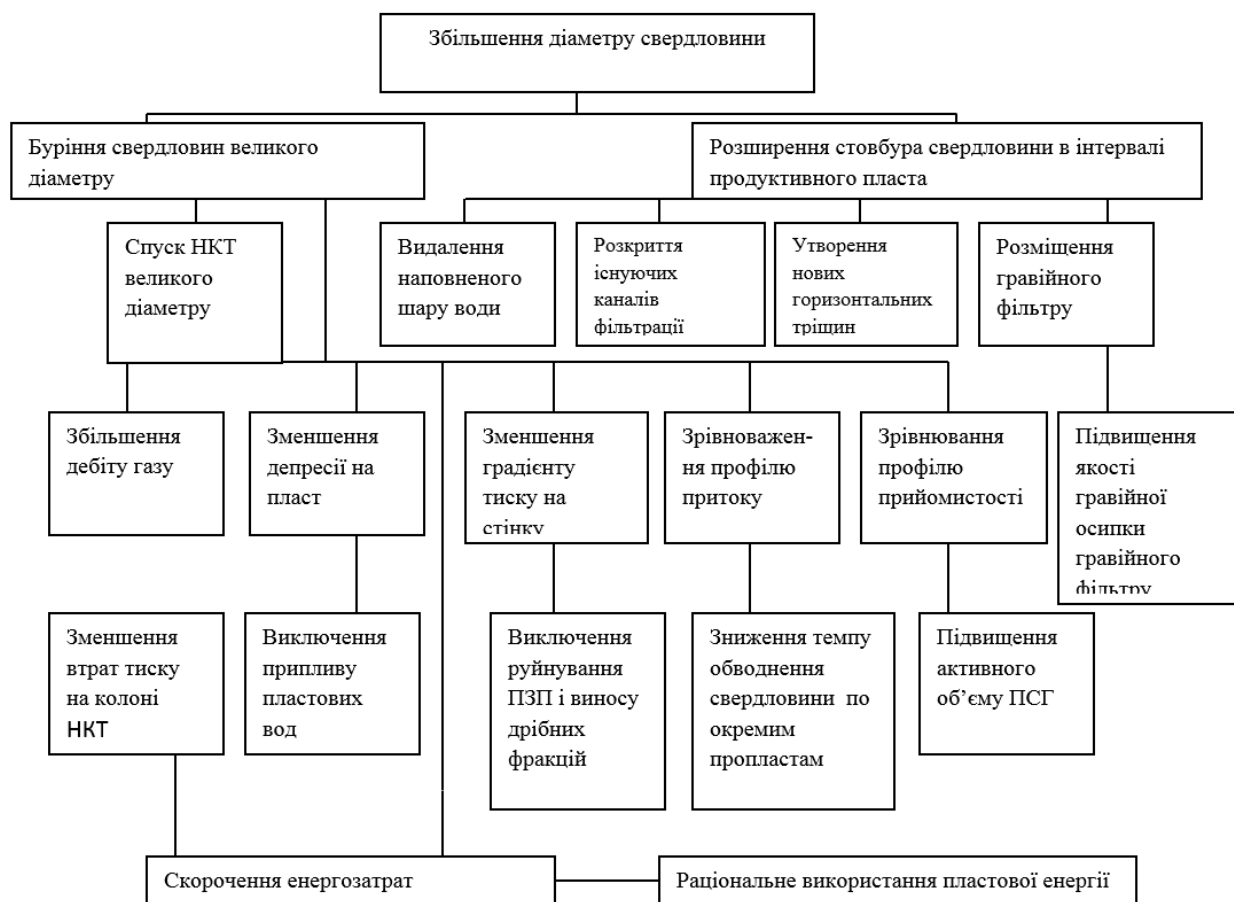 Збільшення діаметру свердловини
Буріння свердловин великого
діаметру
Розширення стовбура свердловини в інтервалі
продуктивного пласта
Спуск НКТ
великого
діаметру
Видалення
наповненого
шару води
Розкриття
існуючих
каналів
фільтрації
Утворення
нових
горизонтальних
тріщин
Розміщення
гравійного
фільтру
Збільшення
дебіту газу
Зменшення
депресії на
пласт
Зменшення
градієнту
тиску на
стінку
Зрівноважен-
ня профілю
притоку
Зрівнювання
профілю
прийомистості
Підвищення
якості
гравійної
осипки
гравійного
фільтру
Зменшення
втрат тиску
на колоні
НКТ
Виключення
припливу
пластових
вод
Виключення
руйнування
ПЗП і виносу
дрібних
фракцій
Зниження темпу
обводнення
свердловини по
окремим
пропластам
Підвищення
активного
об’єму ПСГ
Скорочення енергозатрат
Раціональне використання пластової енергії